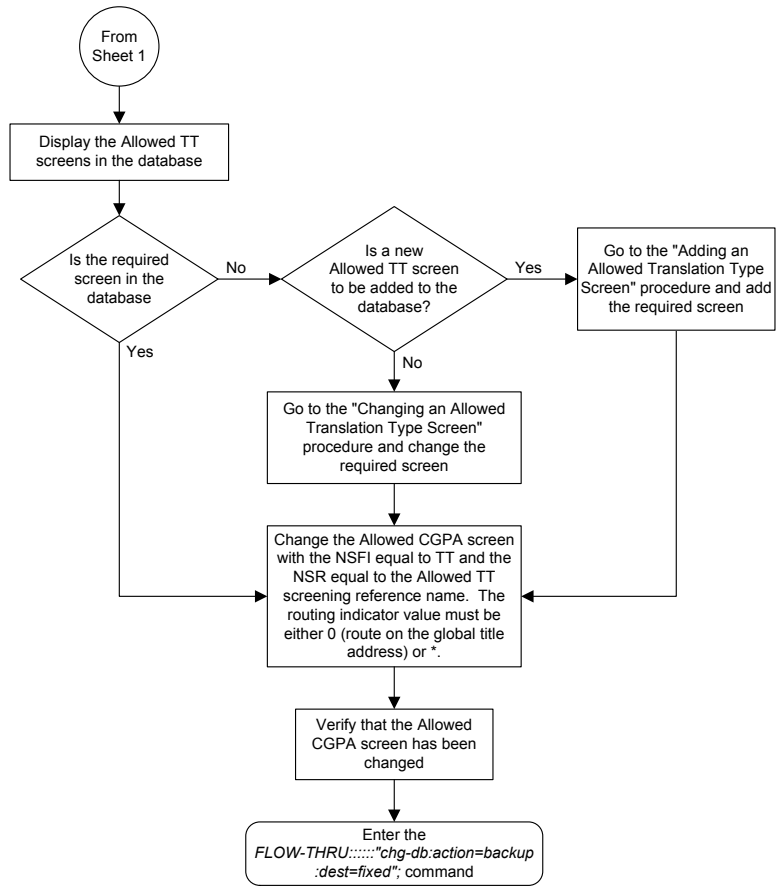 From
Sheet 1
Display the Allowed TT
screens in the database
Is the required
screen in the
database
No
Is a new
Allowed TT screen
to be added to the
database?
Yes
Go to the "Adding an
Allowed Translation Type
Screen" procedure and add
the required screen
Yes
No
Go to the "Changing an Allowed
Translation Type Screen"
procedure and change the
required screen
Change the Allowed CGPA screen
with the NSFI equal to TT and the
NSR equal to the Allowed TT
screening reference name.  The
routing indicator value must be
either 0 (route on the global title
address) or *.
Verify that the Allowed
CGPA screen has been
changed
Enter the
FLOW-THRU::::::"chg-db:action=backup
:dest=fixed"; command